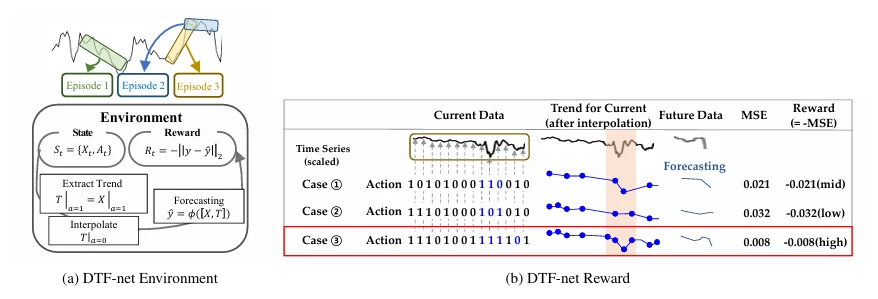 Episode 1 Episode 2 Episode 3
Environment
State Reward
S_t = {X_t, A_t} R_t = −||y − ŷ||_2
Extract Trend
T|_{a=1} = X|_{a=1}
Forecasting
ŷ = ϕ([X, T])
Interpolate
T|_{a=0}
(a) DTF-net Environment
Current Data Trend for Current (after interpolation) Future Data MSE Reward (= -MSE)
Time Series (scaled)
Forecasting
Case ① Action 1 0 1 0 1 0 0 0 1 1 0 0 1 0 0.021 -0.021(mid)
Case ② Action 1 1 1 0 1 0 0 0 1 0 1 0 1 0 0.032 -0.032(low)
Case ③ Action 1 1 1 0 1 0 0 1 1 1 1 1 0 1 0.008 -0.008(high)
(b) DTF-net Reward